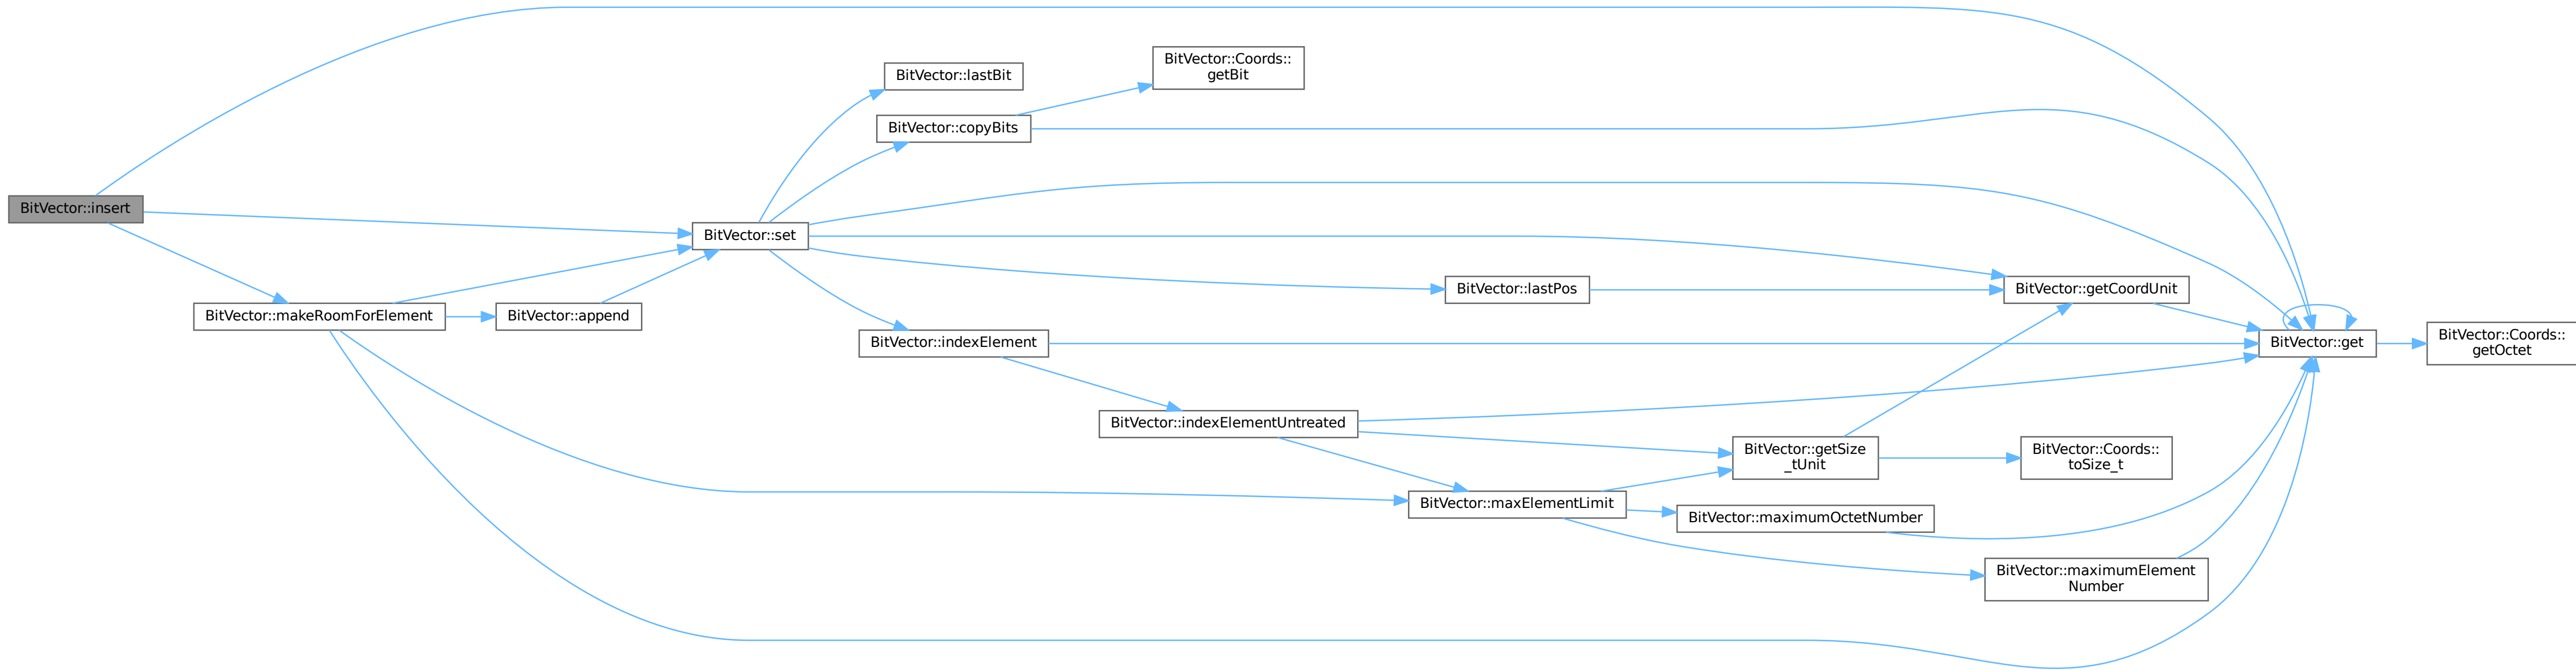 BitVector::insert
BitVector::makeRoomForElement
BitVector::append
BitVector::set
BitVector::lastBit
BitVector::copyBits
BitVector::Coords::
getBit
BitVector::indexElement
BitVector::indexElementUntreated
BitVector::lastPos
BitVector::maxElementLimit
BitVector::getSize
_tUnit
BitVector::maximumOctetNumber
BitVector::getCoordUnit
BitVector::Coords::
toSize_t
BitVector::maximumElement
Number
BitVector::get
BitVector::Coords::
getOctet